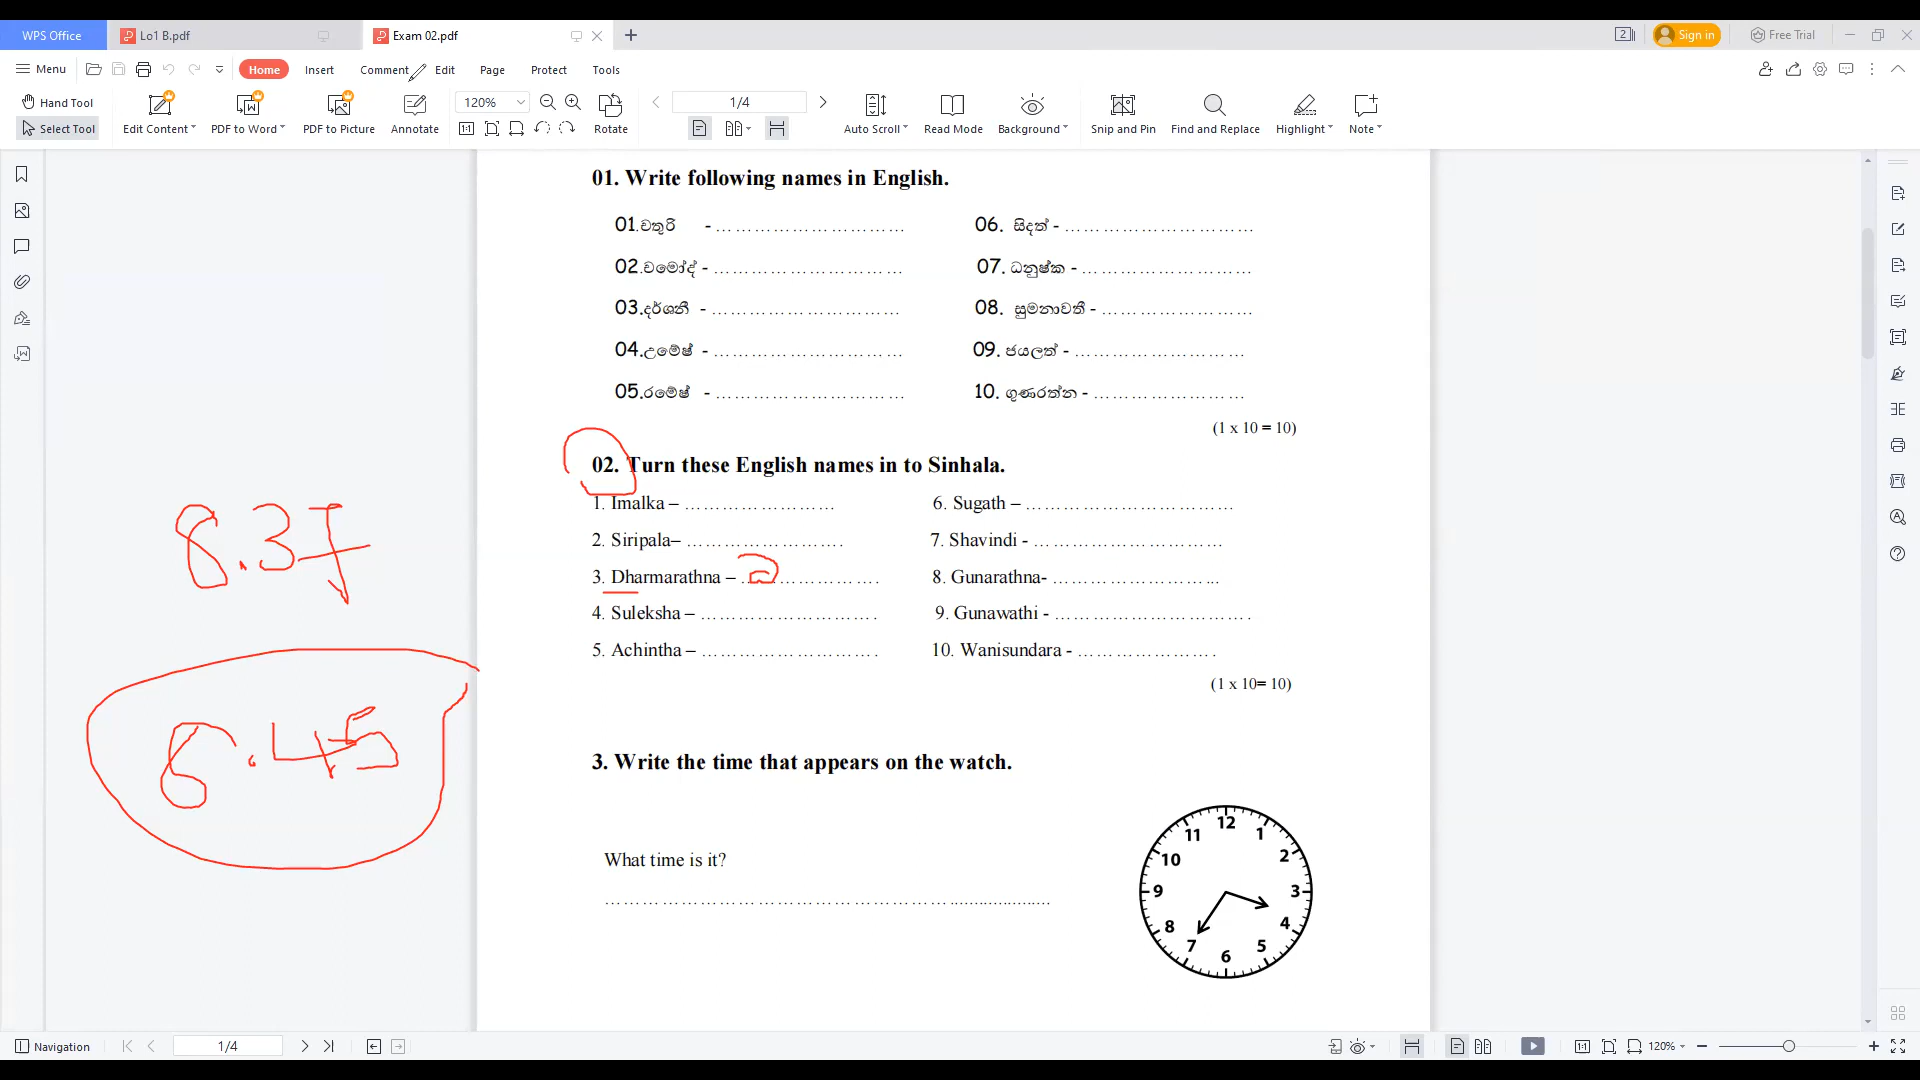 WPS Office Lo1 B.pdf Exam 02.pdf 2 Sign in Free Trial
Menu Home Insert Comment Edit Page Protect Tools
Hand Tool 120% 1/4
Select Tool Edit Content PDF to Word PDF to Picture Annotate 1:1 Rotate Auto Scroll Read Mode Background Snip and Pin Find and Replace Highlight Note
01. Write following names in English.
01.චතුරි - ………………………… 06. සිදත් - …………………………
02.චමෝද් - ………………………… 07. ධනුෂ්ක - ………………………
03.දර්ශනී - ………………………… 08. සුමනාවතී - ……………………
04.උමේෂ් - ………………………… 09. ජයලත් - ………………………
05.රමේෂ් - ………………………… 10. ගුණරත්න - ……………………
(1 x 10 = 10)
02. Turn these English names in to Sinhala.
1. Imalka – …………………… 6. Sugath – ……………………………
2. Siripala– ……………………. 7. Shavindi - …………………………
3. Dharmarathna – …………………. 8. Gunarathna- ……………………...
4. Suleksha – ………………………. 9. Gunawathi - ………………………….
5. Achintha – ………………………. 10. Wanisundara - ………………….
(1 x 10= 10)
8.37
8.45
3. Write the time that appears on the watch.
What time is it?
………………………………………………......................
12 1 2 3 4 5 6 7 8 9 10 11
Navigation 1/4 1:1 120%